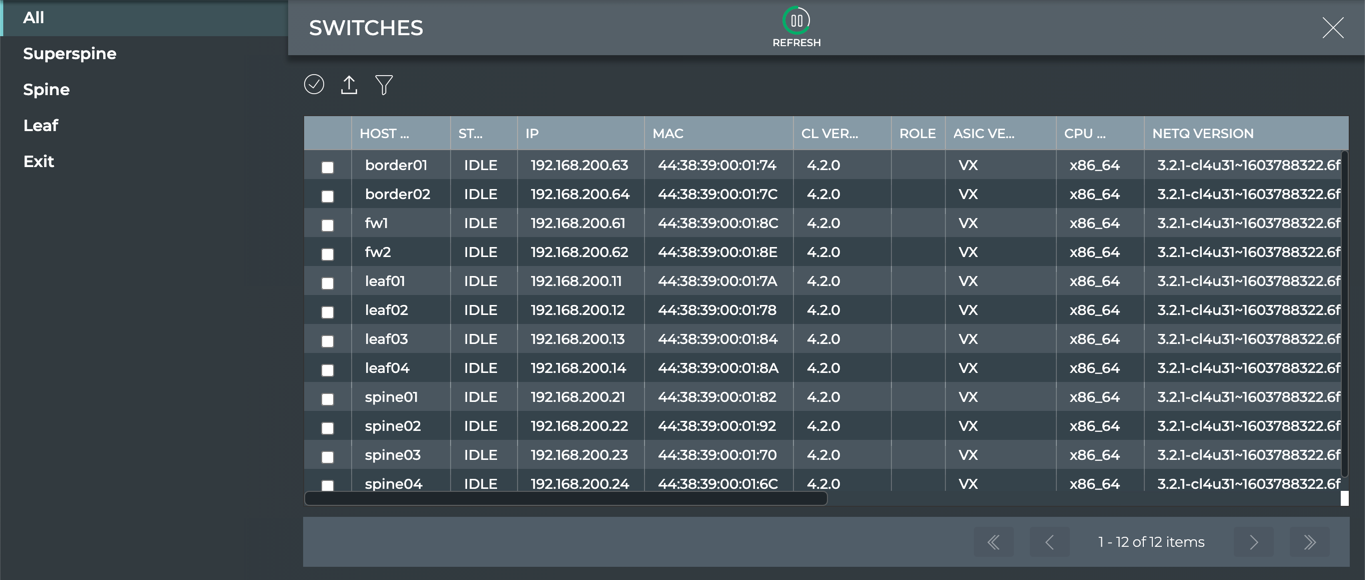 All
Superspine
Spine
Leaf
Exit
SWITCHES
REFRESH
HOST ... ST... IP MAC CL VER... ROLE ASIC VE... CPU ... NETQ VERSION
border01 IDLE 192.168.200.63 44:38:39:00:01:74 4.2.0 VX x86_64 3.2.1-cl4u31~1603788322.6f
border02 IDLE 192.168.200.64 44:38:39:00:01:7C 4.2.0 VX x86_64 3.2.1-cl4u31~1603788322.6f
fw1 IDLE 192.168.200.61 44:38:39:00:01:8C 4.2.0 VX x86_64 3.2.1-cl4u31~1603788322.6f
fw2 IDLE 192.168.200.62 44:38:39:00:01:8E 4.2.0 VX x86_64 3.2.1-cl4u31~1603788322.6f
leaf01 IDLE 192.168.200.11 44:38:39:00:01:7A 4.2.0 VX x86_64 3.2.1-cl4u31~1603788322.6f
leaf02 IDLE 192.168.200.12 44:38:39:00:01:78 4.2.0 VX x86_64 3.2.1-cl4u31~1603788322.6f
leaf03 IDLE 192.168.200.13 44:38:39:00:01:84 4.2.0 VX x86_64 3.2.1-cl4u31~1603788322.6f
leaf04 IDLE 192.168.200.14 44:38:39:00:01:8A 4.2.0 VX x86_64 3.2.1-cl4u31~1603788322.6f
spine01 IDLE 192.168.200.21 44:38:39:00:01:82 4.2.0 VX x86_64 3.2.1-cl4u31~1603788322.6f
spine02 IDLE 192.168.200.22 44:38:39:00:01:92 4.2.0 VX x86_64 3.2.1-cl4u31~1603788322.6f
spine03 IDLE 192.168.200.23 44:38:39:00:01:70 4.2.0 VX x86_64 3.2.1-cl4u31~1603788322.6f
spine04 IDLE 192.168.200.24 44:38:39:00:01:6C 4.2.0 VX x86_64 3.2.1-cl4u31~1603788322.6f
1 - 12 of 12 items